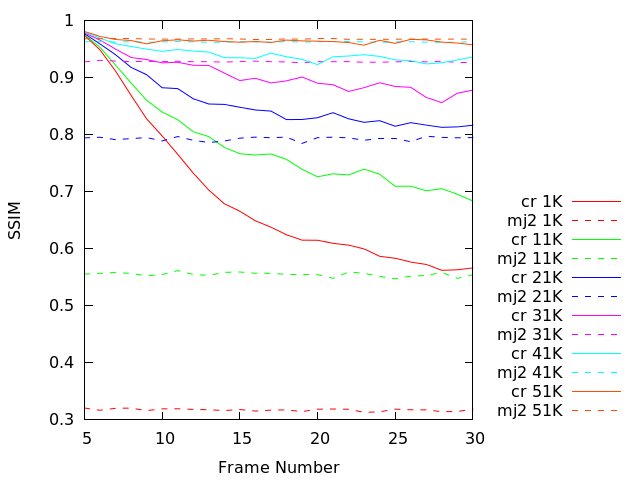 1
0.9
0.8
0.7
0.6
0.5
0.4
0.3
SSIM
5 10 15 20 25 30
Frame Number
cr 1K
mj2 1K
cr 11K
mj2 11K
cr 21K
mj2 21K
cr 31K
mj2 31K
cr 41K
mj2 41K
cr 51K
mj2 51K